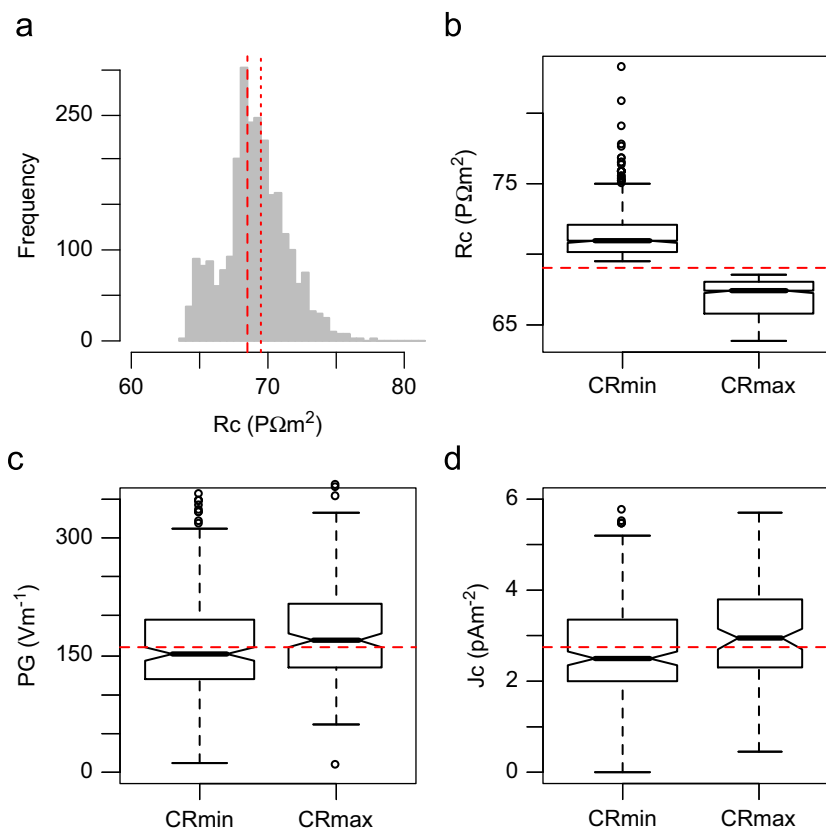 a
Frequency
250
100
0
60
70
80
Rc (PΩm²)
b
Rc (PΩm²)
75
65
CRmin
CRmax
c
PG (Vm⁻¹)
300
150
0
CRmin
CRmax
d
Jc (pAm⁻²)
6
4
2
0
CRmin
CRmax